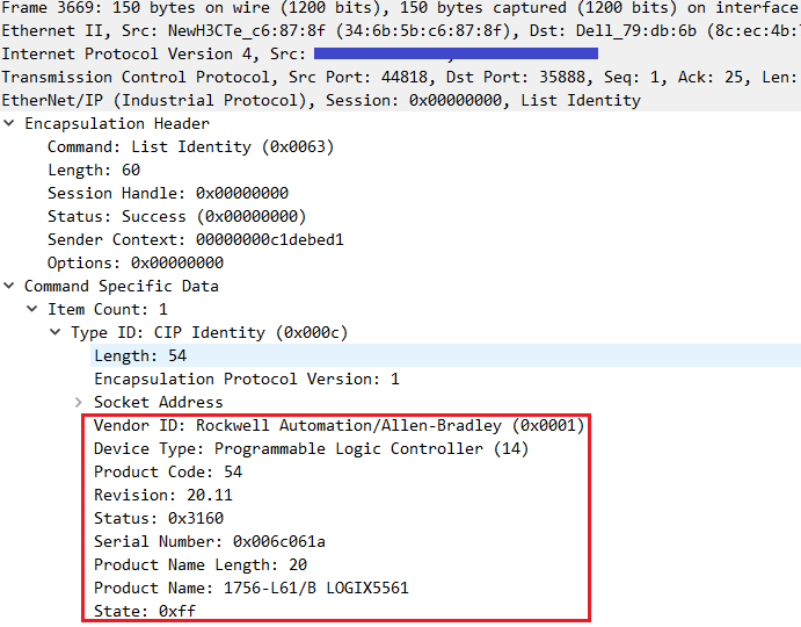 Frame 3669: 150 bytes on wire (1200 bits), 150 bytes captured (1200 bits) on interface
Ethernet II, Src: NewH3CTe_c6:87:8f (34:6b:5b:c6:87:8f), Dst: Dell_79:db:6b (8c:ec:4b:
Internet Protocol Version 4, Src:
Transmission Control Protocol, Src Port: 44818, Dst Port: 35888, Seq: 1, Ack: 25, Len:
EtherNet/IP (Industrial Protocol), Session: 0x00000000, List Identity
Encapsulation Header
Command: List Identity (0x0063)
Length: 60
Session Handle: 0x00000000
Status: Success (0x00000000)
Sender Context: 00000000c1debed1
Options: 0x00000000
Command Specific Data
Item Count: 1
Type ID: CIP Identity (0x000c)
Length: 54
Encapsulation Protocol Version: 1
Socket Address
Vendor ID: Rockwell Automation/Allen-Bradley (0x0001)
Device Type: Programmable Logic Controller (14)
Product Code: 54
Revision: 20.11
Status: 0x3160
Serial Number: 0x006c061a
Product Name Length: 20
Product Name: 1756-L61/B LOGIX5561
State: 0xff